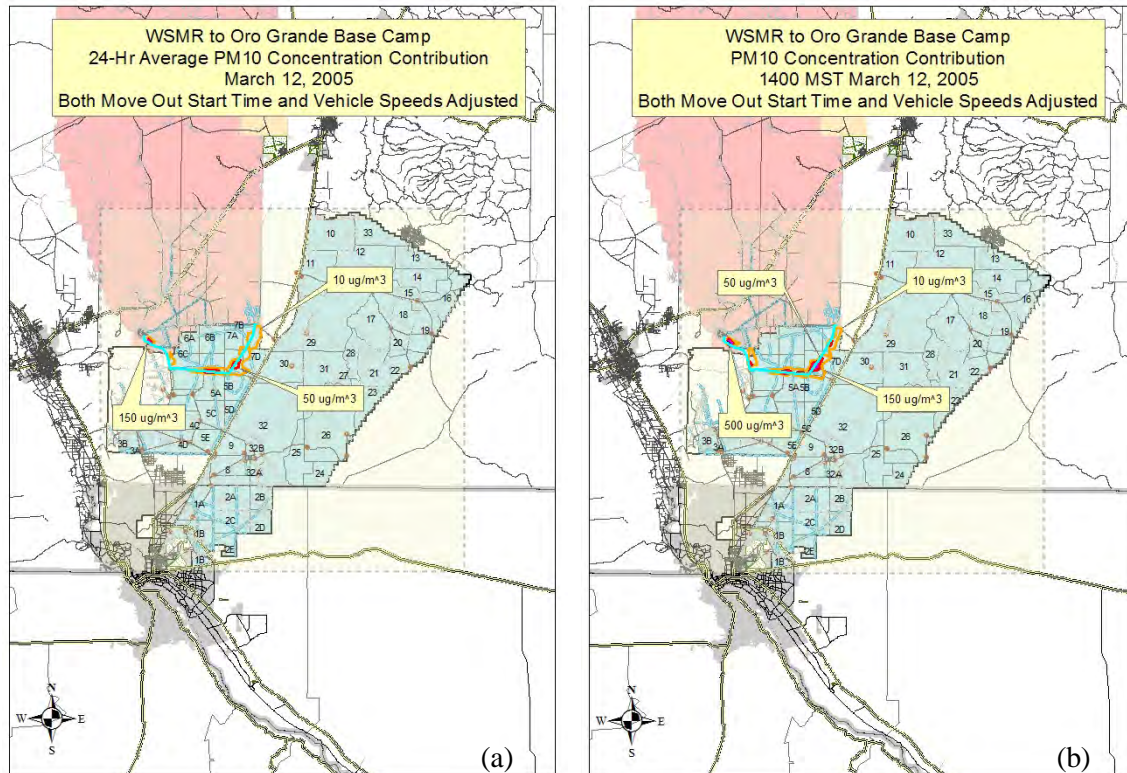 WSMR to Oro Grande Base Camp
24-Hr Average PM10 Concentration Contribution
March 12, 2005
Both Move Out Start Time and Vehicle Speeds Adjusted
10
33
12
13
11
14
10 ug/m^3
15
16
17
18
7B
6A
6B
7A
19
29
20
6C
28
7D
30
31
21
22
27
5B
23
5A
50 ug/m^3
150 ug/m^3
5C
5D
4C
32
3B
5E
26
3A
4D
9
32B
25
8
32A
24
2A
2B
1A
2C
2D
1B
2E
1B
N
W
E
S
(a)
WSMR to Oro Grande Base Camp
PM10 Concentration Contribution
1400 MST March 12, 2005
Both Move Out Start Time and Vehicle Speeds Adjusted
10
33
12
13
11
14
50 ug/m^3
10 ug/m^3
15
16
17
18
19
29
20
28
7D
30
31
21
22
5A
5B
23
150 ug/m^3
500 ug/m^3
5D
5C
32
3B
5E
26
3A
9
32B
25
8
32A
24
2A
2B
1A
2C
2D
1B
2E
1B
N
W
E
S
(b)